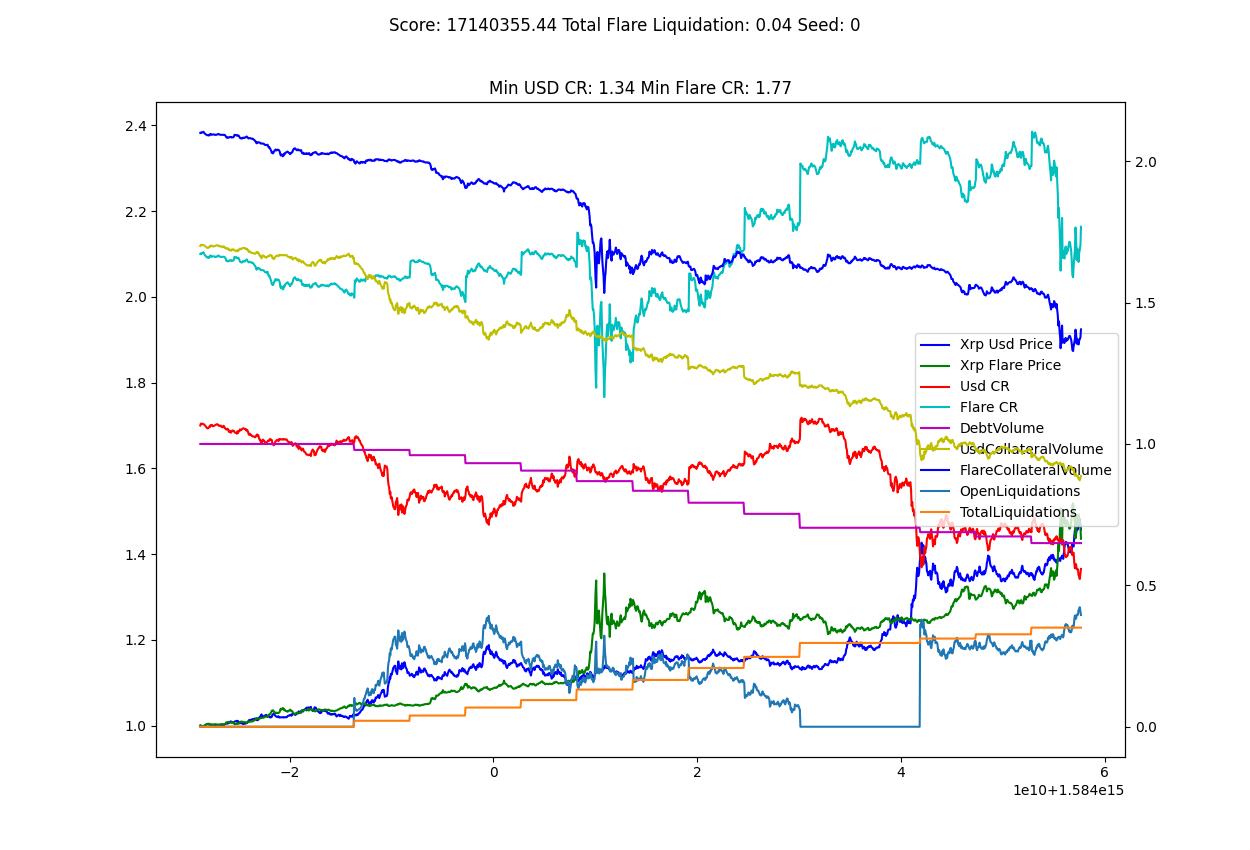 Score: 17140355.44 Total Flare Liquidation: 0.04 Seed: 0
Min USD CR: 1.34 Min Flare CR: 1.77
2.4
2.2
2.0
1.8
1.6
1.4
1.2
1.0
2.0
1.5
1.0
0.5
0.0
Xrp Usd Price
Xrp Flare Price
Usd CR
Flare CR
DebtVolume
UsdCollateralVolume
FlareCollateralVolume
OpenLiquidations
TotalLiquidations
−2 0 2 4 6
1e10+1.584e15